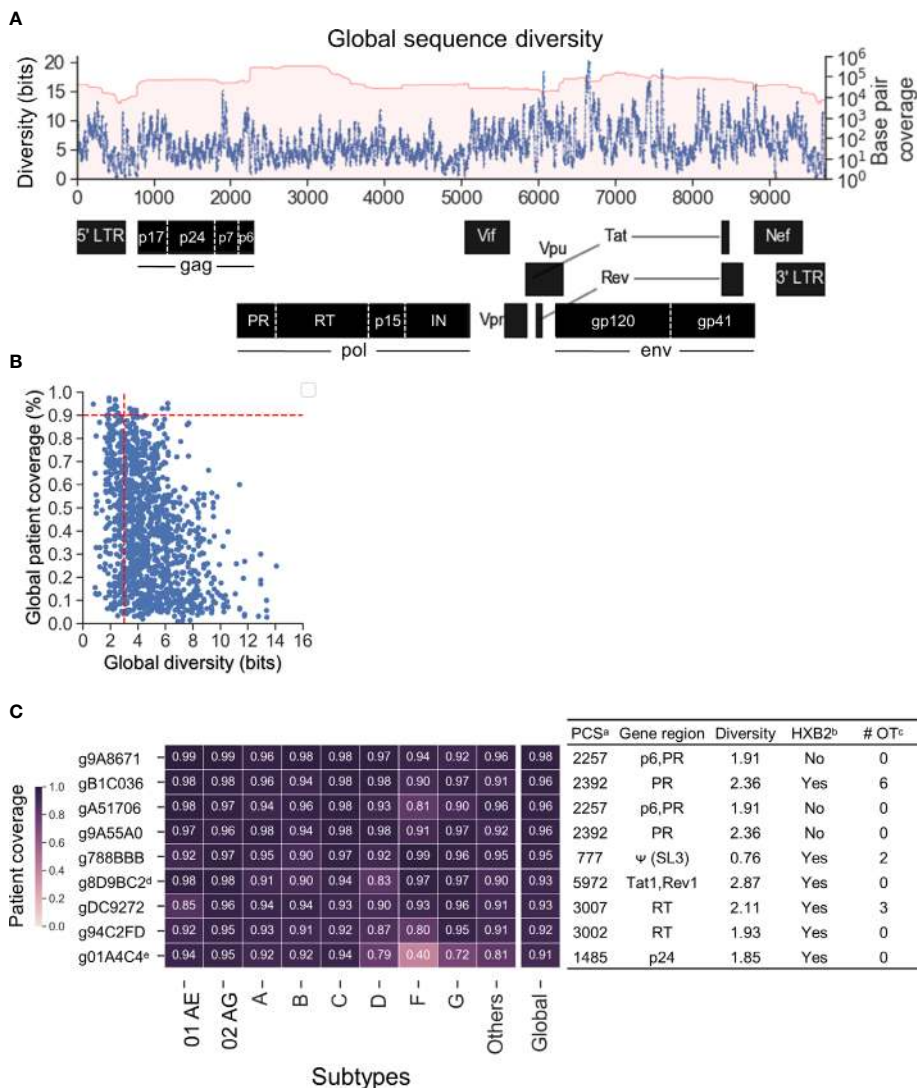 A
Global sequence diversity
Diversity (bits)
20
15
10
5
0
10⁶
10⁵
10⁴
10³
10²
10¹
10⁰
Base pair
coverage
0 1000 2000 3000 4000 5000 6000 7000 8000 9000
5' LTR p17 p24 p7 p6 Vif Vpu Tat Nef
gag Rev 3' LTR
PR RT p15 IN Vpr gp120 gp41
pol env
B
Global patient coverage (%)
1.0
0.9
0.8
0.7
0.6
0.5
0.4
0.3
0.2
0.1
0.0
0 2 4 6 8 10 12 14 16
Global diversity (bits)
C
PCSᵃ Gene region Diversity HXB2ᵇ # OTᶜ
g9A8671 0.99 0.99 0.96 0.98 0.98 0.97 0.94 0.92 0.96 0.98 2257 p6,PR 1.91 No 0
gB1C036 0.98 0.98 0.96 0.94 0.98 0.98 0.90 0.97 0.91 0.96 2392 PR 2.36 Yes 6
gA51706 0.98 0.97 0.94 0.96 0.98 0.93 0.81 0.90 0.96 0.96 2257 p6,PR 1.91 No 0
g9A55A0 0.97 0.96 0.98 0.94 0.98 0.98 0.91 0.97 0.92 0.96 2392 PR 2.36 No 0
g788BBB 0.92 0.97 0.95 0.90 0.97 0.92 0.99 0.96 0.95 0.95 777 Ψ (SL3) 0.76 Yes 2
g8D9BC2ᵈ 0.98 0.98 0.91 0.90 0.94 0.83 0.97 0.97 0.90 0.93 5972 Tat1,Rev1 2.87 Yes 0
gDC9272 0.85 0.96 0.94 0.94 0.93 0.90 0.93 0.96 0.91 0.93 3007 RT 2.11 Yes 3
g94C2FD 0.92 0.95 0.93 0.91 0.92 0.87 0.80 0.95 0.91 0.92 3002 RT 1.93 Yes 0
g01A4C4ᵉ 0.94 0.95 0.92 0.92 0.94 0.79 0.40 0.72 0.81 0.91 1485 p24 1.85 Yes 0
Patient coverage
1.0
0.8
0.6
0.4
0.2
0.0
01 AE 02 AG A B C D F G Others Global
Subtypes